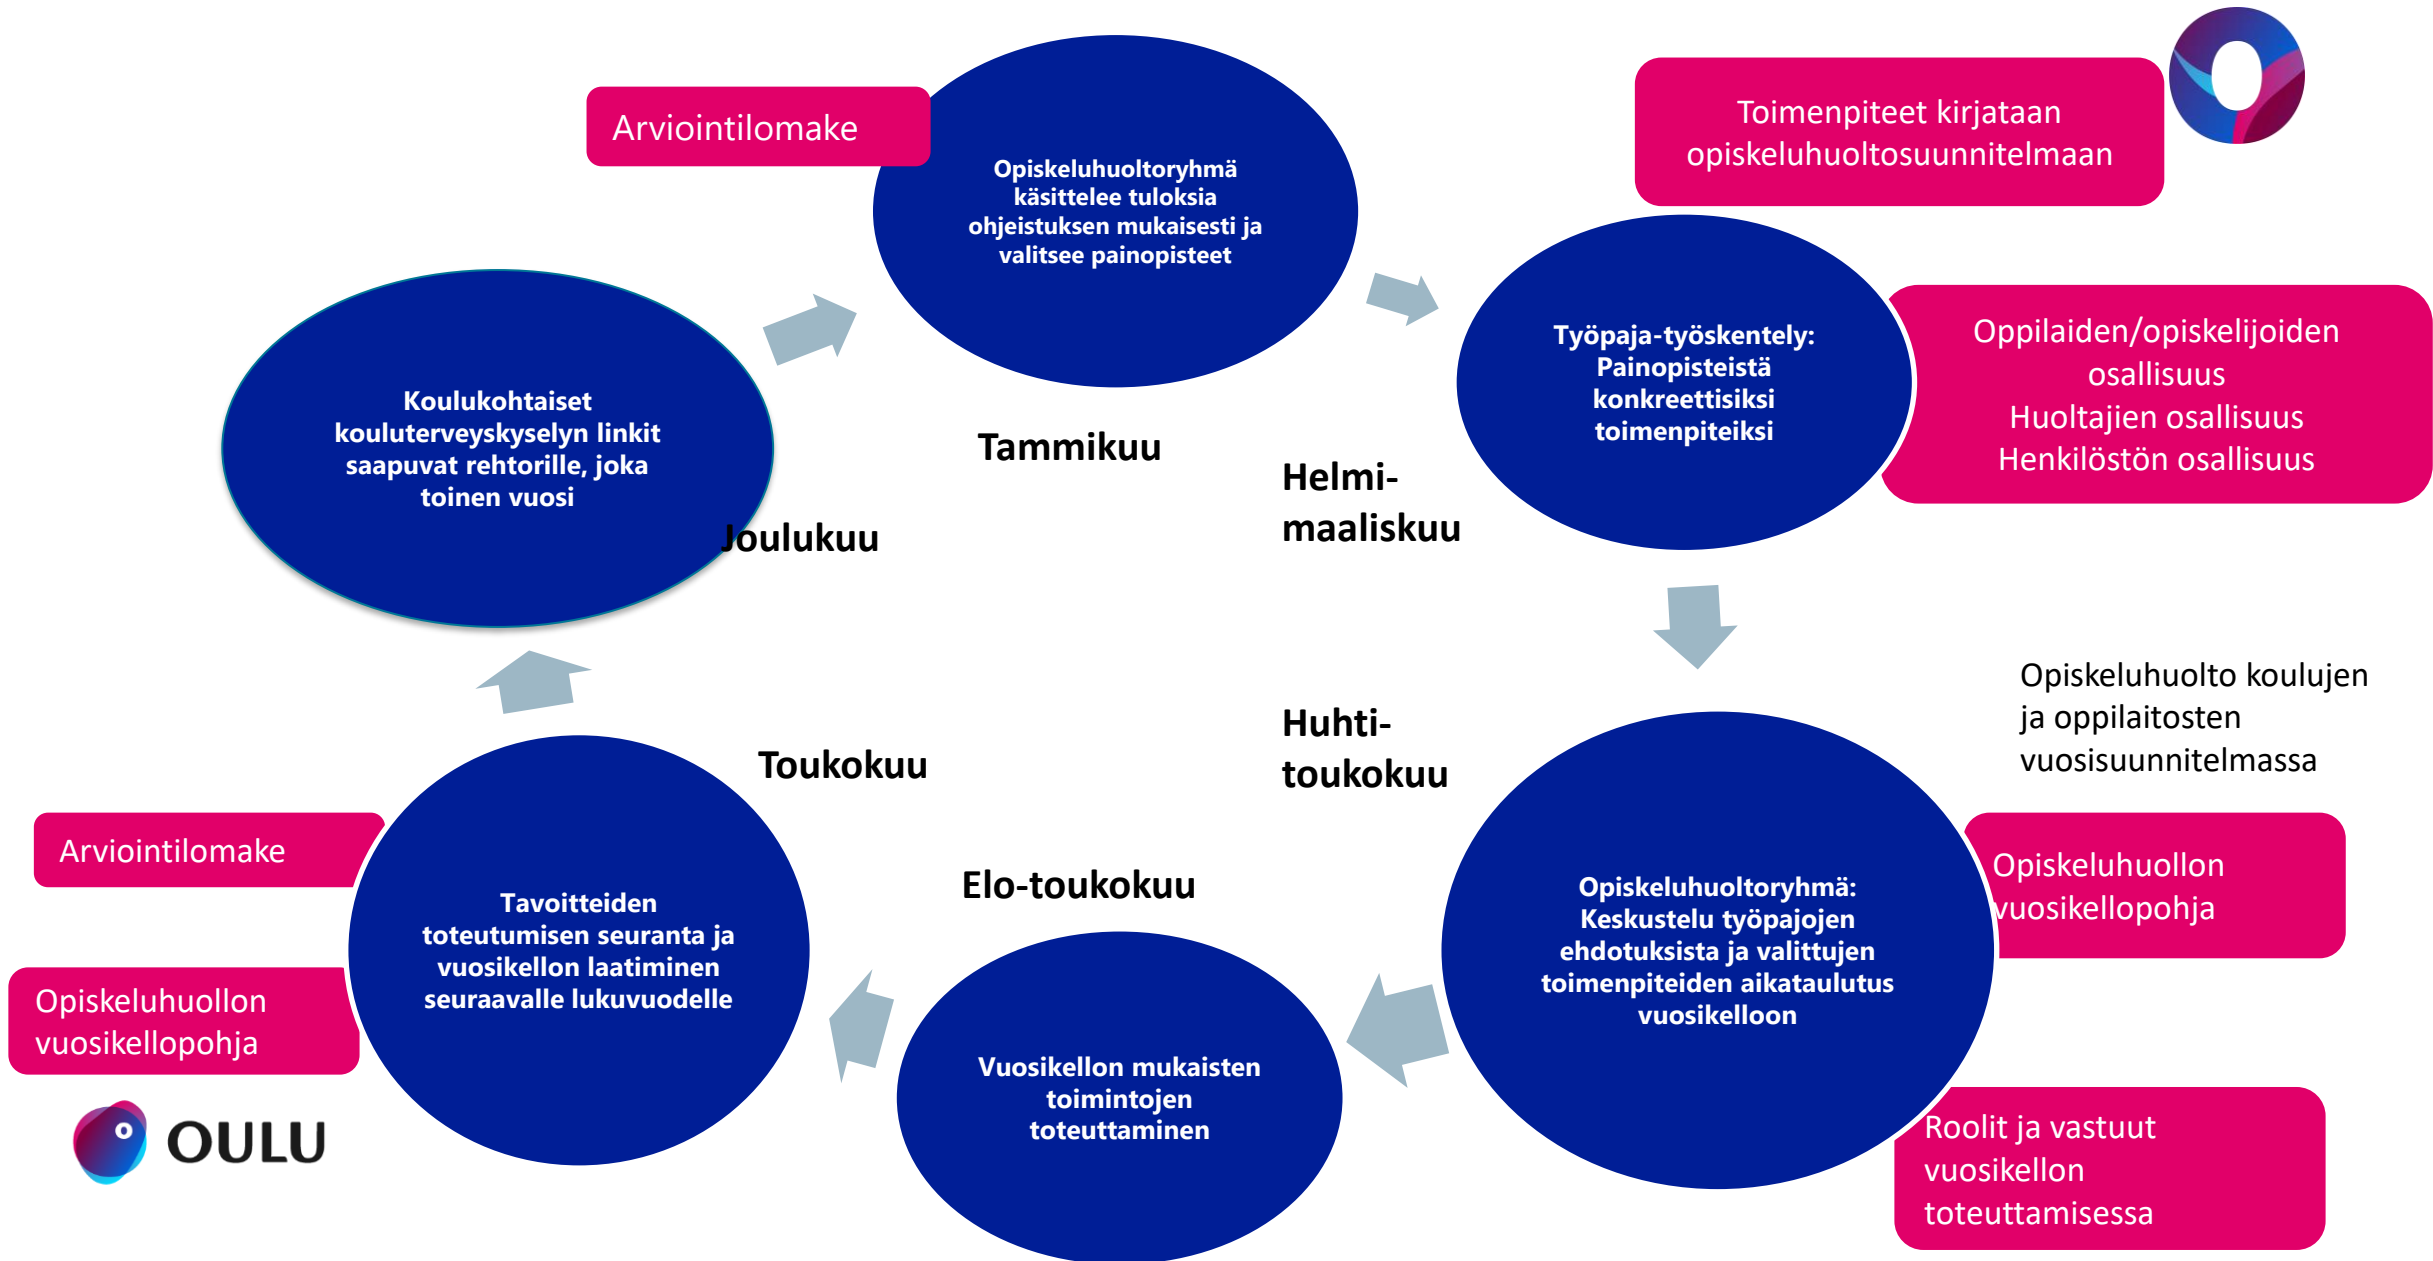 Arviointilomake
Opiskeluhuoltoryhmä
käsittelee tuloksia
ohjeistuksen mukaisesti ja
valitsee painopisteet
Toimenpiteet kirjataan
opiskeluhuoltosuunnitelmaan
Työpaja-työskentely:
Painopisteistä
konkreettisiksi
toimenpiteiksi
Oppilaiden/opiskelijoiden
osallisuus
Huoltajien osallisuus
Henkilöstön osallisuus
Koulukohtaiset
kouluterveyskyselyn linkit
saapuvat rehtorille, joka
toinen vuosi
Joulukuu
Tammikuu
Helmi-
maaliskuu
Huhti-
toukokuu
Toukokuu
Elo-toukokuu
Opiskeluhuolto koulujen
ja oppilaitosten
vuosisuunnitelmassa
Opiskeluhuoltoryhmä:
Keskustelu työpajojen
ehdotuksista ja valittujen
toimenpiteiden aikataulutus
vuosikelloon
Opiskeluhuollon
vuosikellopohja
Roolit ja vastuut
vuosikellon
toteuttamisessa
Vuosikellon mukaisten
toimintojen
toteuttaminen
Arviointilomake
Tavoitteiden
toteutumisen seuranta ja
vuosikellon laatiminen
seuraavalle lukuvuodelle
Opiskeluhuollon
vuosikellopohja
OULU